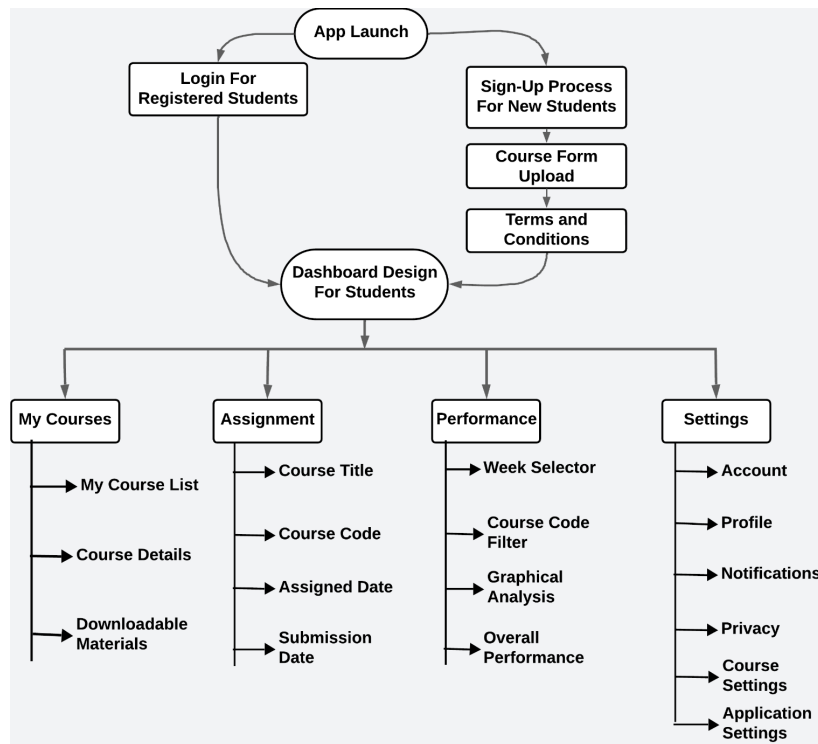 App Launch
Login For
Registered Students
Sign-Up Process
For New Students
Course Form
Upload
Terms and
Conditions
Dashboard Design
For Students
My Courses
My Course List
Course Details
Downloadable
Materials
Assignment
Course Title
Course Code
Assigned Date
Submission
Date
Performance
Week Selector
Course Code
Filter
Graphical
Analysis
Overall
Performance
Settings
Account
Profile
Notifications
Privacy
Course
Settings
Application
Settings